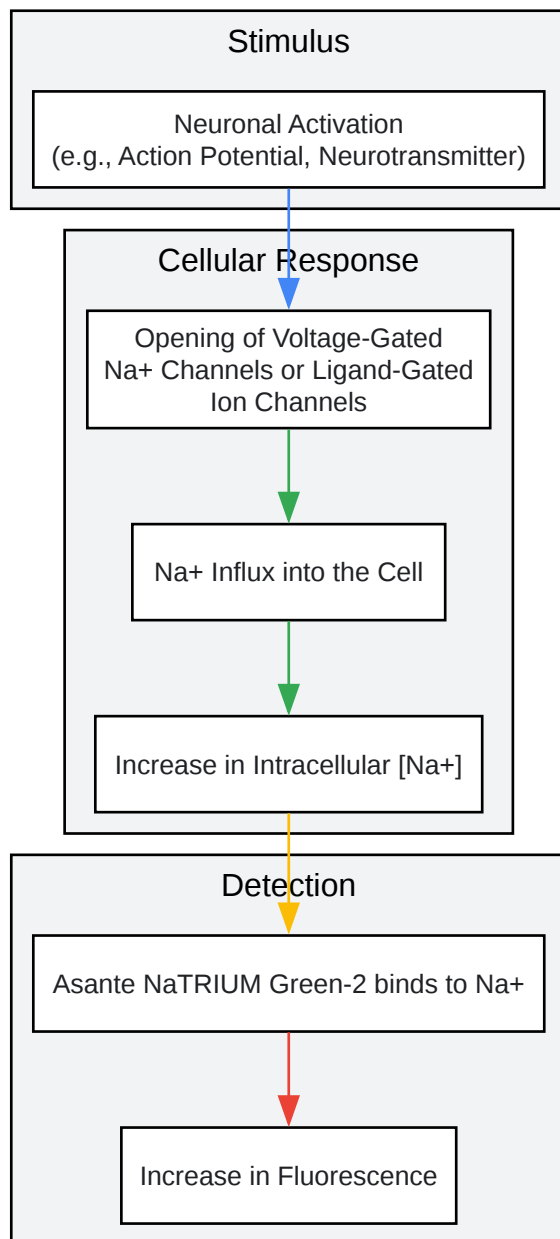 Stimulus
Neuronal Activation
(e.g., Action Potential, Neurotransmitter)
Cellular Response
Opening of Voltage-Gated
Na+ Channels or Ligand-Gated
Ion Channels
Na+ Influx into the Cell
Increase in Intracellular [Na+]
Detection
Asante NaTRIUM Green-2 binds to Na+
Increase in Fluorescence